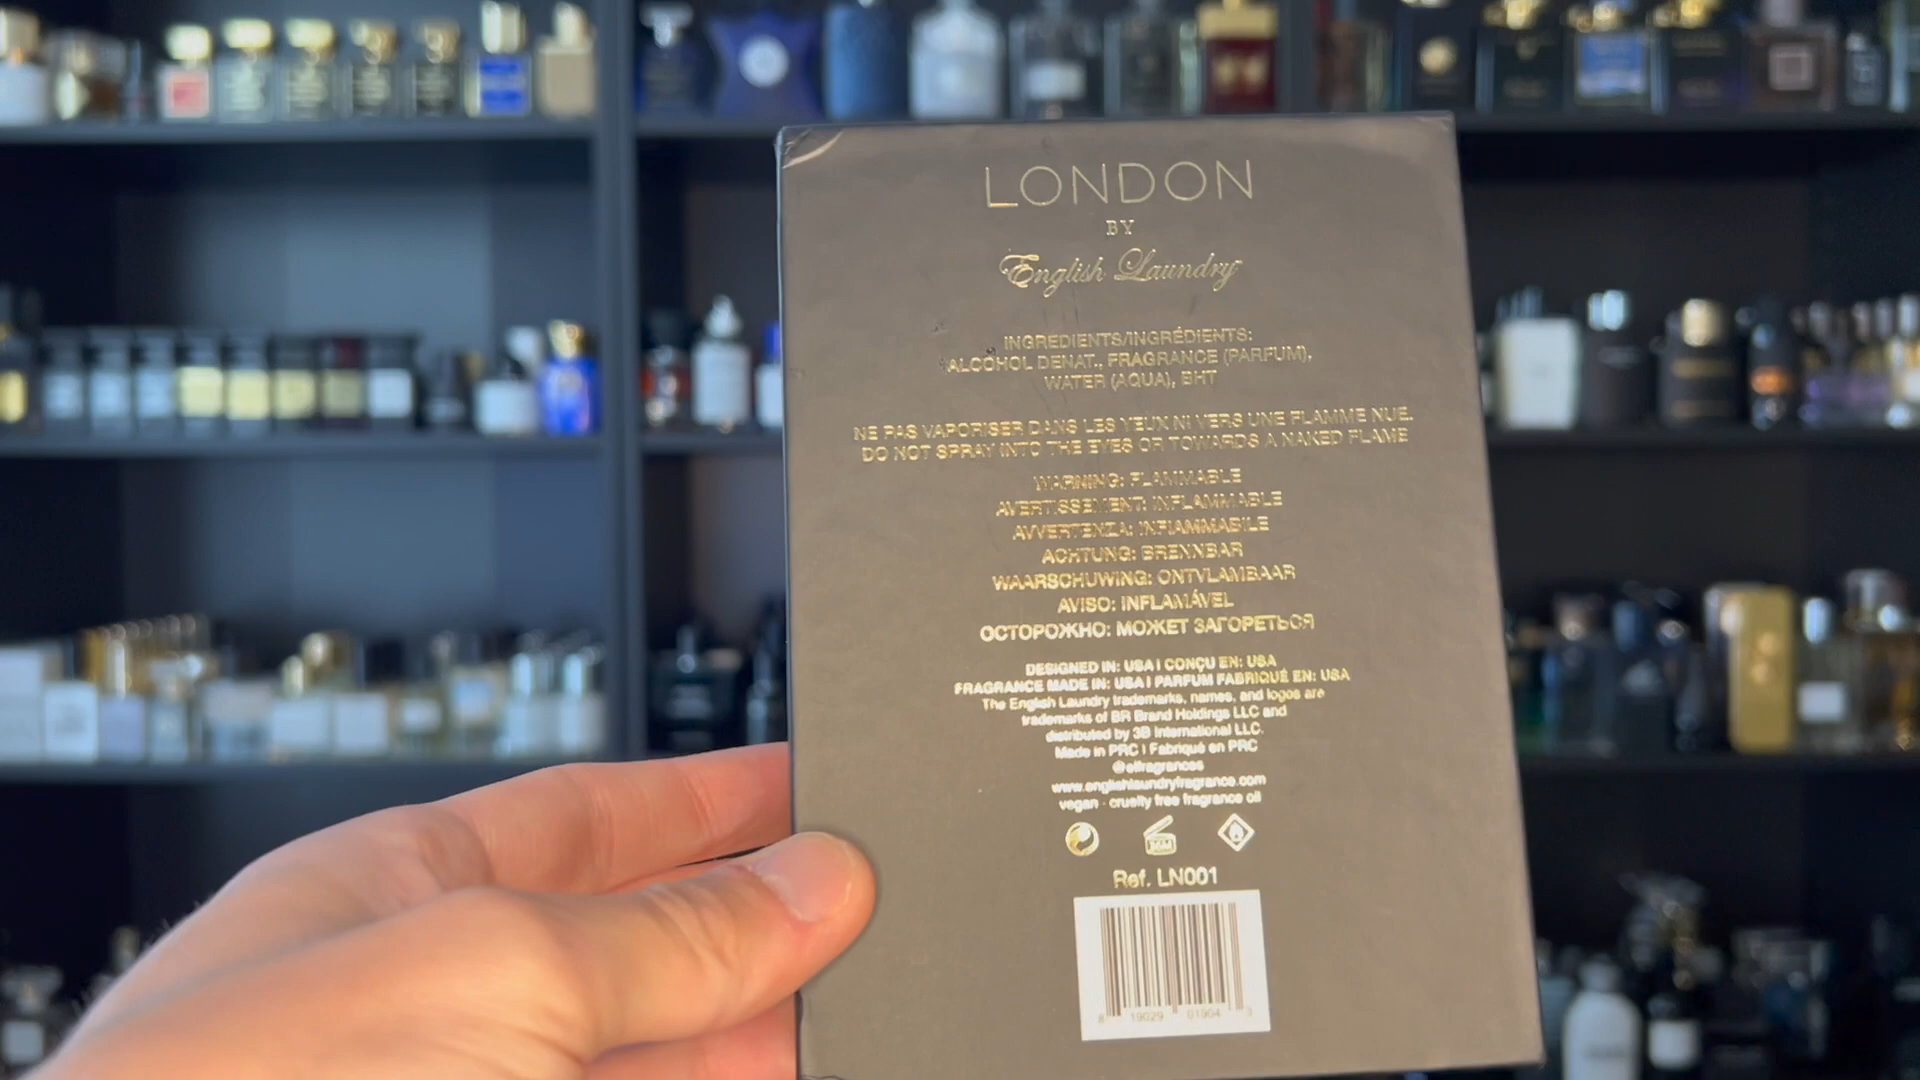 LONDON
BY
English Laundry
INGREDIENTS/INGRÉDIENTS:
ALCOHOL DENAT., FRAGRANCE (PARFUM),
WATER (AQUA), BHT
NE PAS VAPORISER DANS LES YEUX NI VERS UNE FLAMME NUE.
DO NOT SPRAY INTO THE EYES OR TOWARDS A NAKED FLAME
WARNING: FLAMMABLE
AVERTISSEMENT: INFLAMMABLE
AVVERTENZA: INFIAMMABILE
ACHTUNG: BRENNBAR
WAARSCHUWING: ONTVLAMBAAR
AVISO: INFLAMÁVEL
ОСТОРОЖНО: МОЖЕТ ЗАГОРЕТЬСЯ
DESIGNED IN: USA | CONÇU EN: USA
FRAGRANCE MADE IN: USA | PARFUM FABRIQUÉ EN: USA
The English Laundry trademarks, names, and logos are
trademarks of BR Brand Holdings LLC and
distributed by 3B International LLC.
Made in PRC | Fabriqué en PRC
@elfragrances
www.englishlaundryfragrance.com
vegan · cruelty free fragrance oil
36M
Ref. LN001
8 19029 01904 3